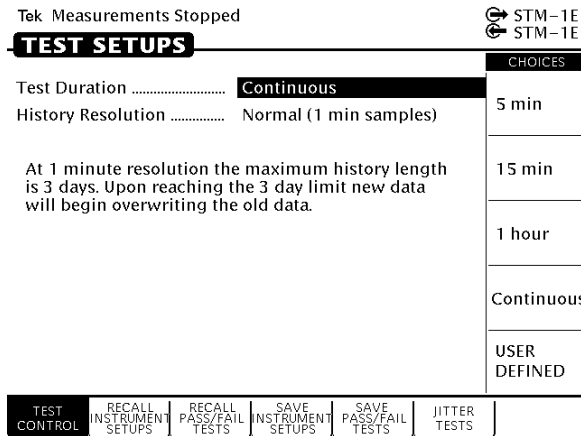 Tek Measurements Stopped
STM-1E
STM-1E
TEST SETUPS
CHOICES
Test Duration .......................... Continuous
History Resolution ............... Normal (1 min samples)
At 1 minute resolution the maximum history length
is 3 days. Upon reaching the 3 day limit new data
will begin overwriting the old data.
5 min
15 min
1 hour
Continuous
USER
DEFINED
TEST
CONTROL
RECALL
INSTRUMENT
SETUPS
RECALL
PASS/FAIL
TESTS
SAVE
INSTRUMENT
SETUPS
SAVE
PASS/FAIL
TESTS
JITTER
TESTS